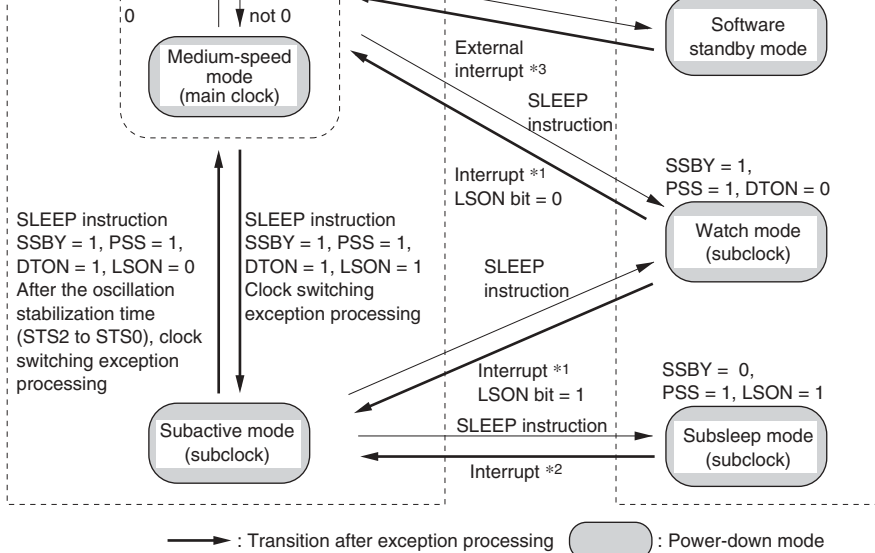 0
not 0
Medium-speed
mode
(main clock)
Software
standby mode
External
interrupt *3
SLEEP
instruction
Interrupt *1
LSON bit = 0
SSBY = 1,
PSS = 1, DTON = 0
Watch mode
(subclock)
SLEEP instruction
SSBY = 1, PSS = 1,
DTON = 1, LSON = 0
After the oscillation
stabilization time
(STS2 to STS0), clock
switching exception
processing
SLEEP instruction
SSBY = 1, PSS = 1,
DTON = 1, LSON = 1
Clock switching
exception processing
SLEEP
instruction
Interrupt *1
LSON bit = 1
SSBY = 0,
PSS = 1, LSON = 1
Subactive mode
(subclock)
SLEEP instruction
Interrupt *2
Subsleep mode
(subclock)
: Transition after exception processing
: Power-down mode